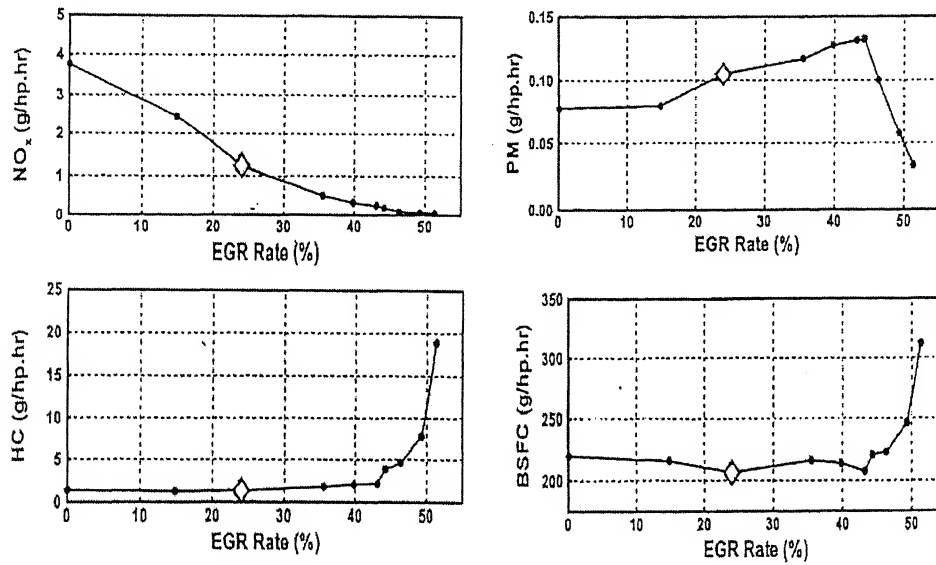 NOx (g/hp.hr)
5
4
3
2
1
0
0 10 20 30 40 50
EGR Rate (%)
PM (g/hp.hr)
0.15
0.10
0.05
0.00
0 10 20 30 40 50
EGR Rate (%)
HC (g/hp.hr)
25
20
15
10
5
0
0 10 20 30 40 50
EGR Rate (%)
BSFC (g/hp.hr)
350
300
250
200
0 10 20 30 40 50
EGR Rate (%)